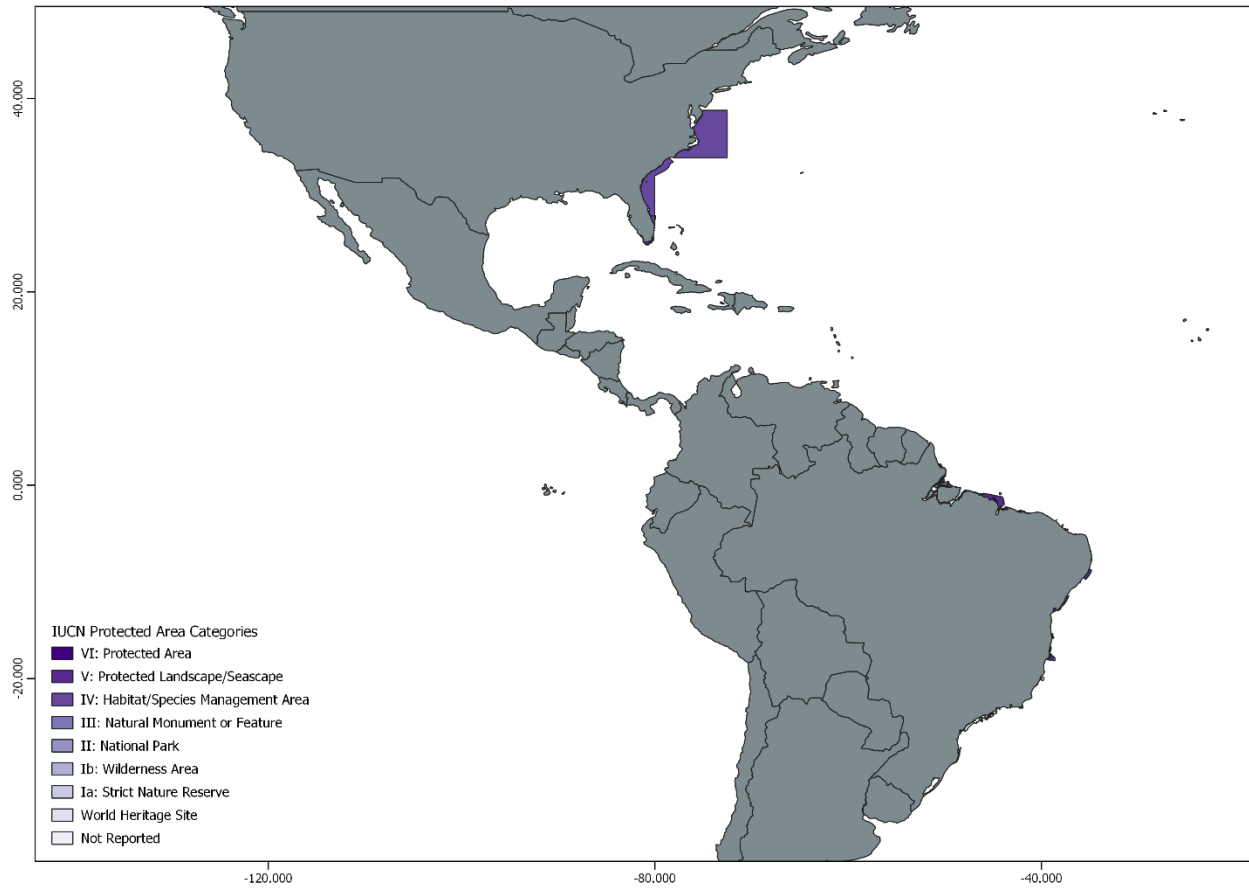 40.000
20.000
0.000
-20.000
IUCN Protected Area Categories
VI: Protected Area
V: Protected Landscape/Seascape
IV: Habitat/Species Management Area
III: Natural Monument or Feature
II: National Park
Ib: Wilderness Area
Ia: Strict Nature Reserve
World Heritage Site
Not Reported
-120.000
-80.000
-40.000